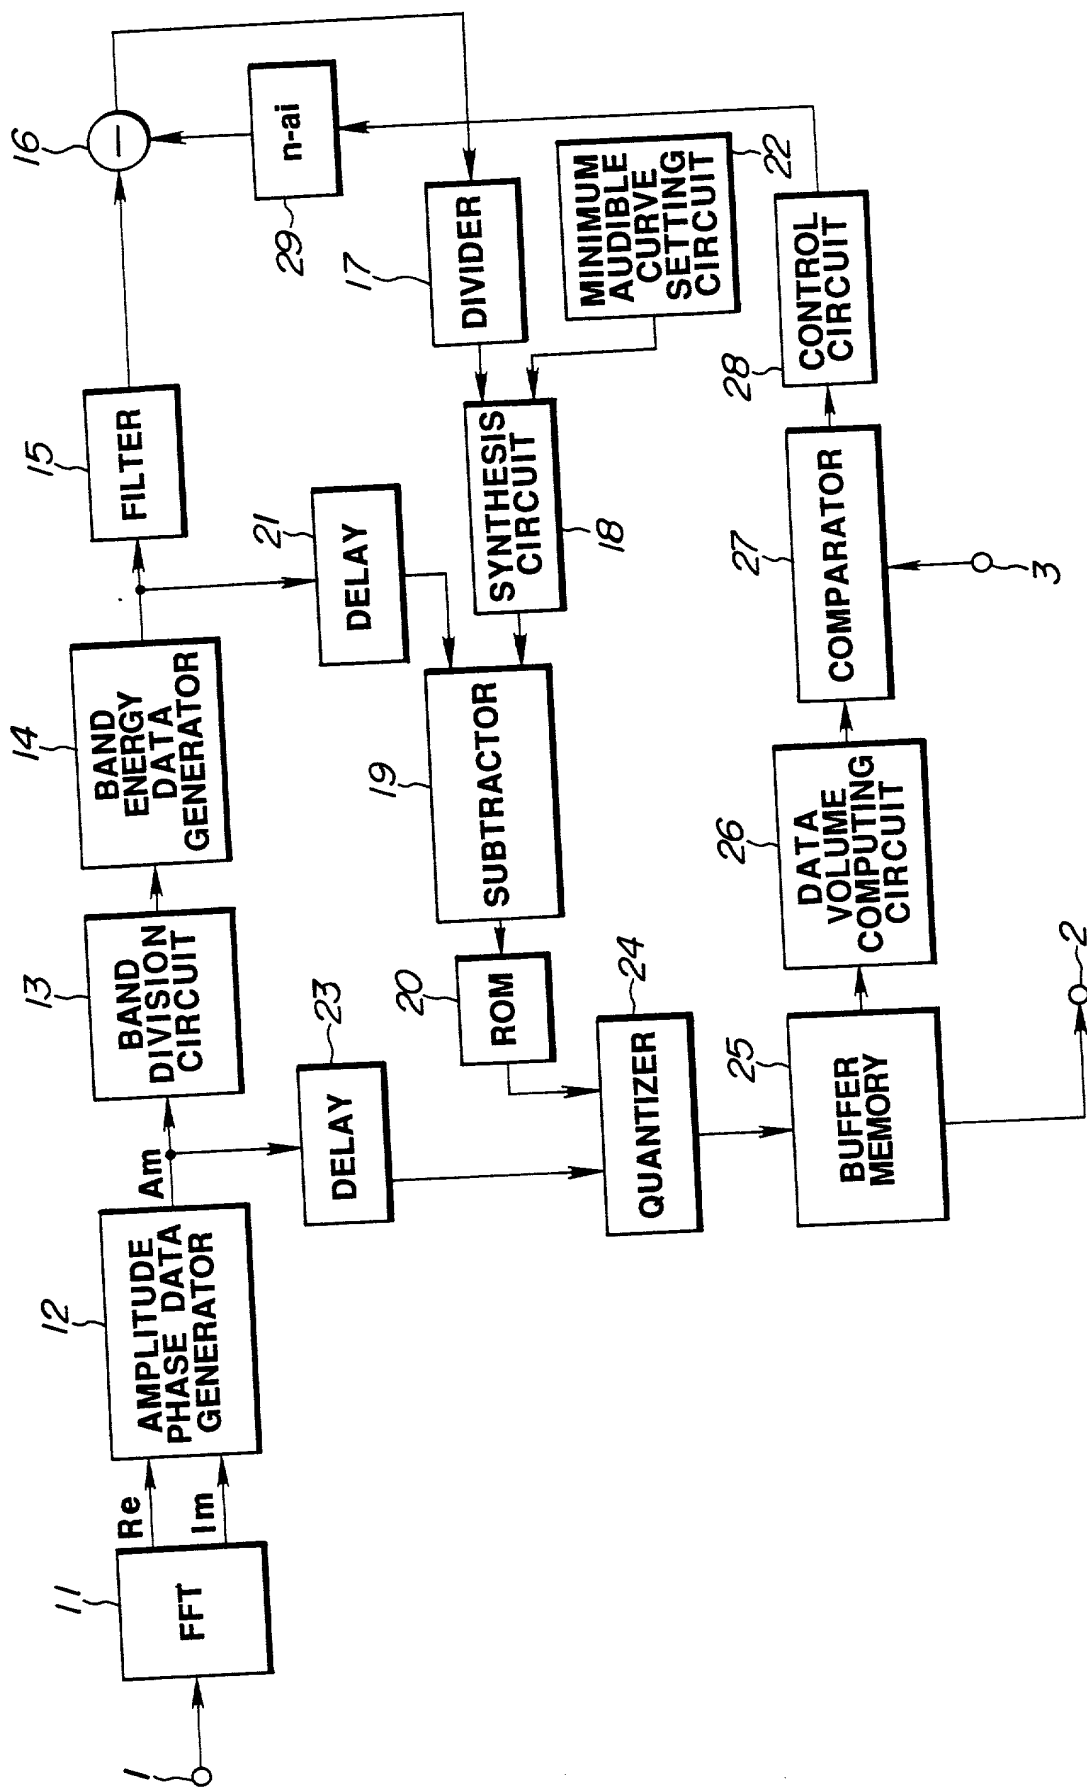 1
11
FFT
Re
Im
12
AMPLITUDE
PHASE DATA
GENERATOR
Am
13
BAND
DIVISION
CIRCUIT
14
BAND
ENERGY
DATA
GENERATOR
15
FILTER
16
−
29
n-ai
23
DELAY
21
DELAY
17
DIVIDER
22
MINIMUM
AUDIBLE
CURVE
SETTING
CIRCUIT
18
SYNTHESIS
CIRCUIT
19
SUBTRACTOR
20
ROM
24
QUANTIZER
25
BUFFER
MEMORY
2
26
DATA
VOLUME
COMPUTING
CIRCUIT
27
COMPARATOR
3
28
CONTROL
CIRCUIT